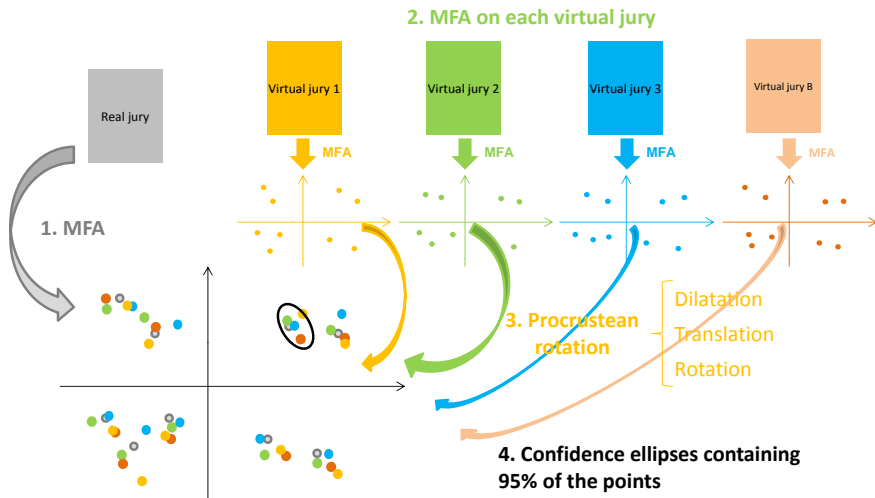 2. MFA on each virtual jury
Real jury
Virtual jury 1
Virtual jury 2
Virtual jury 3
Virtual jury B
MFA
MFA
MFA
MFA
1. MFA
3. Procrustean
rotation
Dilatation
Translation
Rotation
4. Confidence ellipses containing
95% of the points